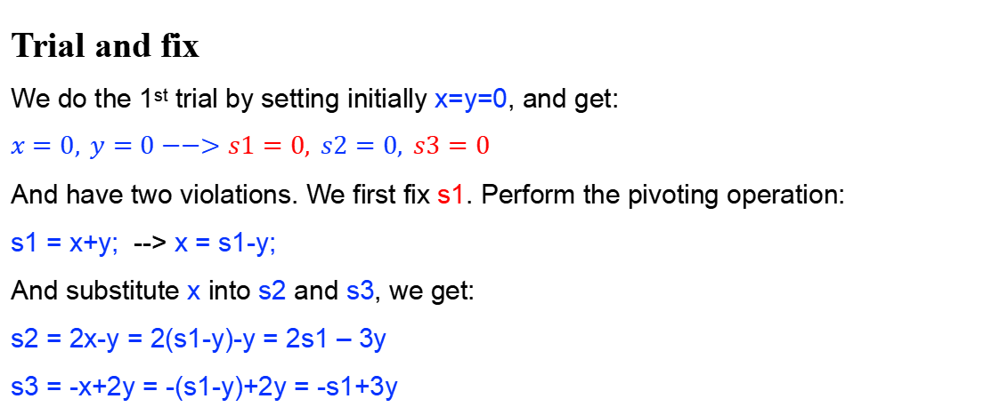 Trial and fix
We do the 1st trial by setting initially x=y=0, and get:
x = 0, y = 0 −−> s1 = 0, s2 = 0, s3 = 0
And have two violations. We first fix s1. Perform the pivoting operation:
s1 = x+y; --> x = s1-y;
And substitute x into s2 and s3, we get:
s2 = 2x-y = 2(s1-y)-y = 2s1 – 3y
s3 = -x+2y = -(s1-y)+2y = -s1+3y